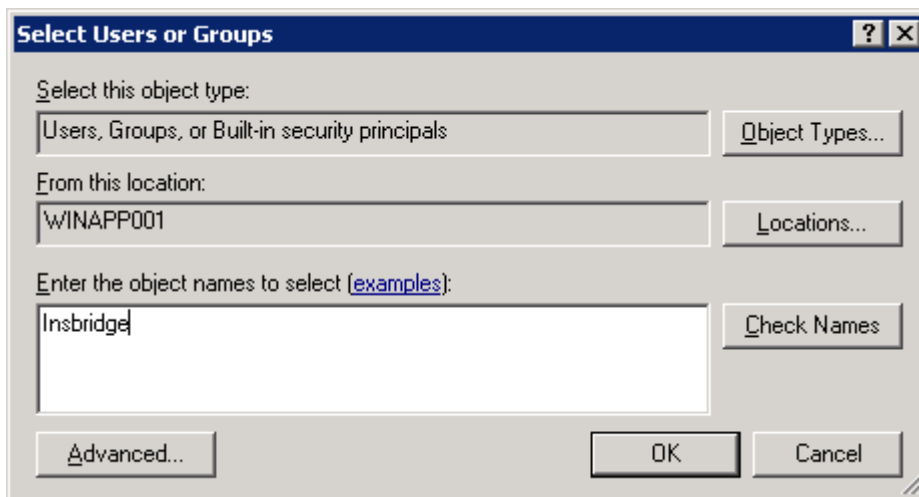 Select Users or Groups
Select this object type:
Users, Groups, or Built-in security principals
Object Types...
From this location:
WINAPP001
Locations...
Enter the object names to select (examples):
Insbridge
Check Names
Advanced...
OK
Cancel